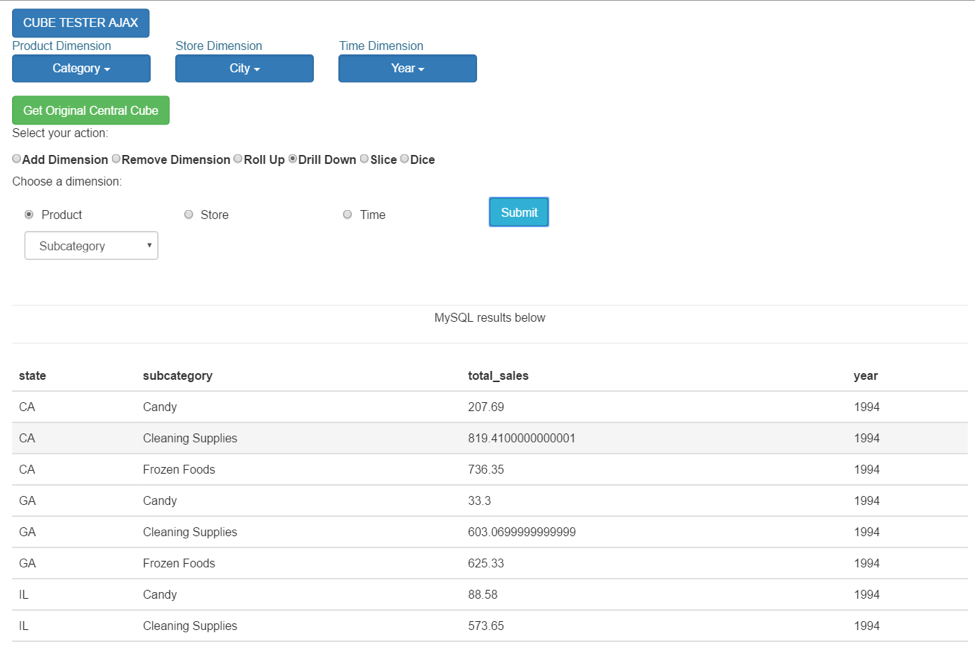 CUBE TESTER AJAX
Product Dimension Store Dimension Time Dimension
Category City Year
Get Original Central Cube
Select your action:
Add Dimension Remove Dimension Roll Up Drill Down Slice Dice
Choose a dimension:
Product Store Time Submit
Subcategory
MySQL results below
state subcategory total_sales year
CA Candy 207.69 1994
CA Cleaning Supplies 819.4100000000001 1994
CA Frozen Foods 736.35 1994
GA Candy 33.3 1994
GA Cleaning Supplies 603.0699999999999 1994
GA Frozen Foods 625.33 1994
IL Candy 88.58 1994
IL Cleaning Supplies 573.65 1994